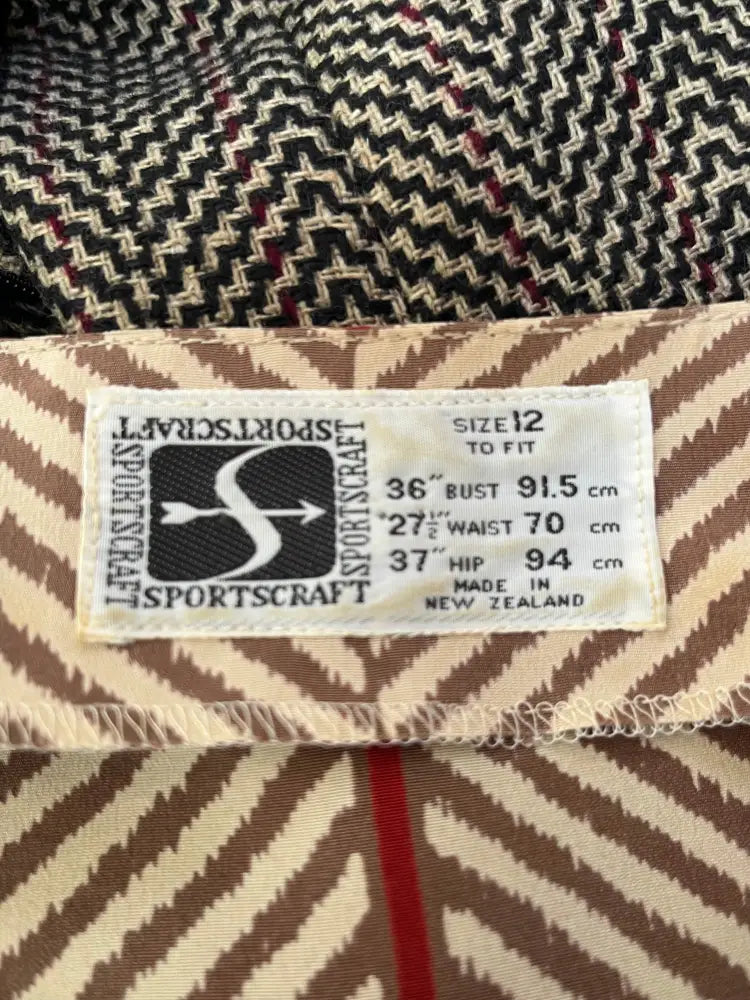 SPORTSCRAFT
SPORTSCRAFT
SPORTSCRAFT
SPORTSCRAFT
SIZE 12
TO FIT
36" BUST 91.5 cm
27½" WAIST 70 cm
37" HIP 94 cm
MADE IN
NEW ZEALAND